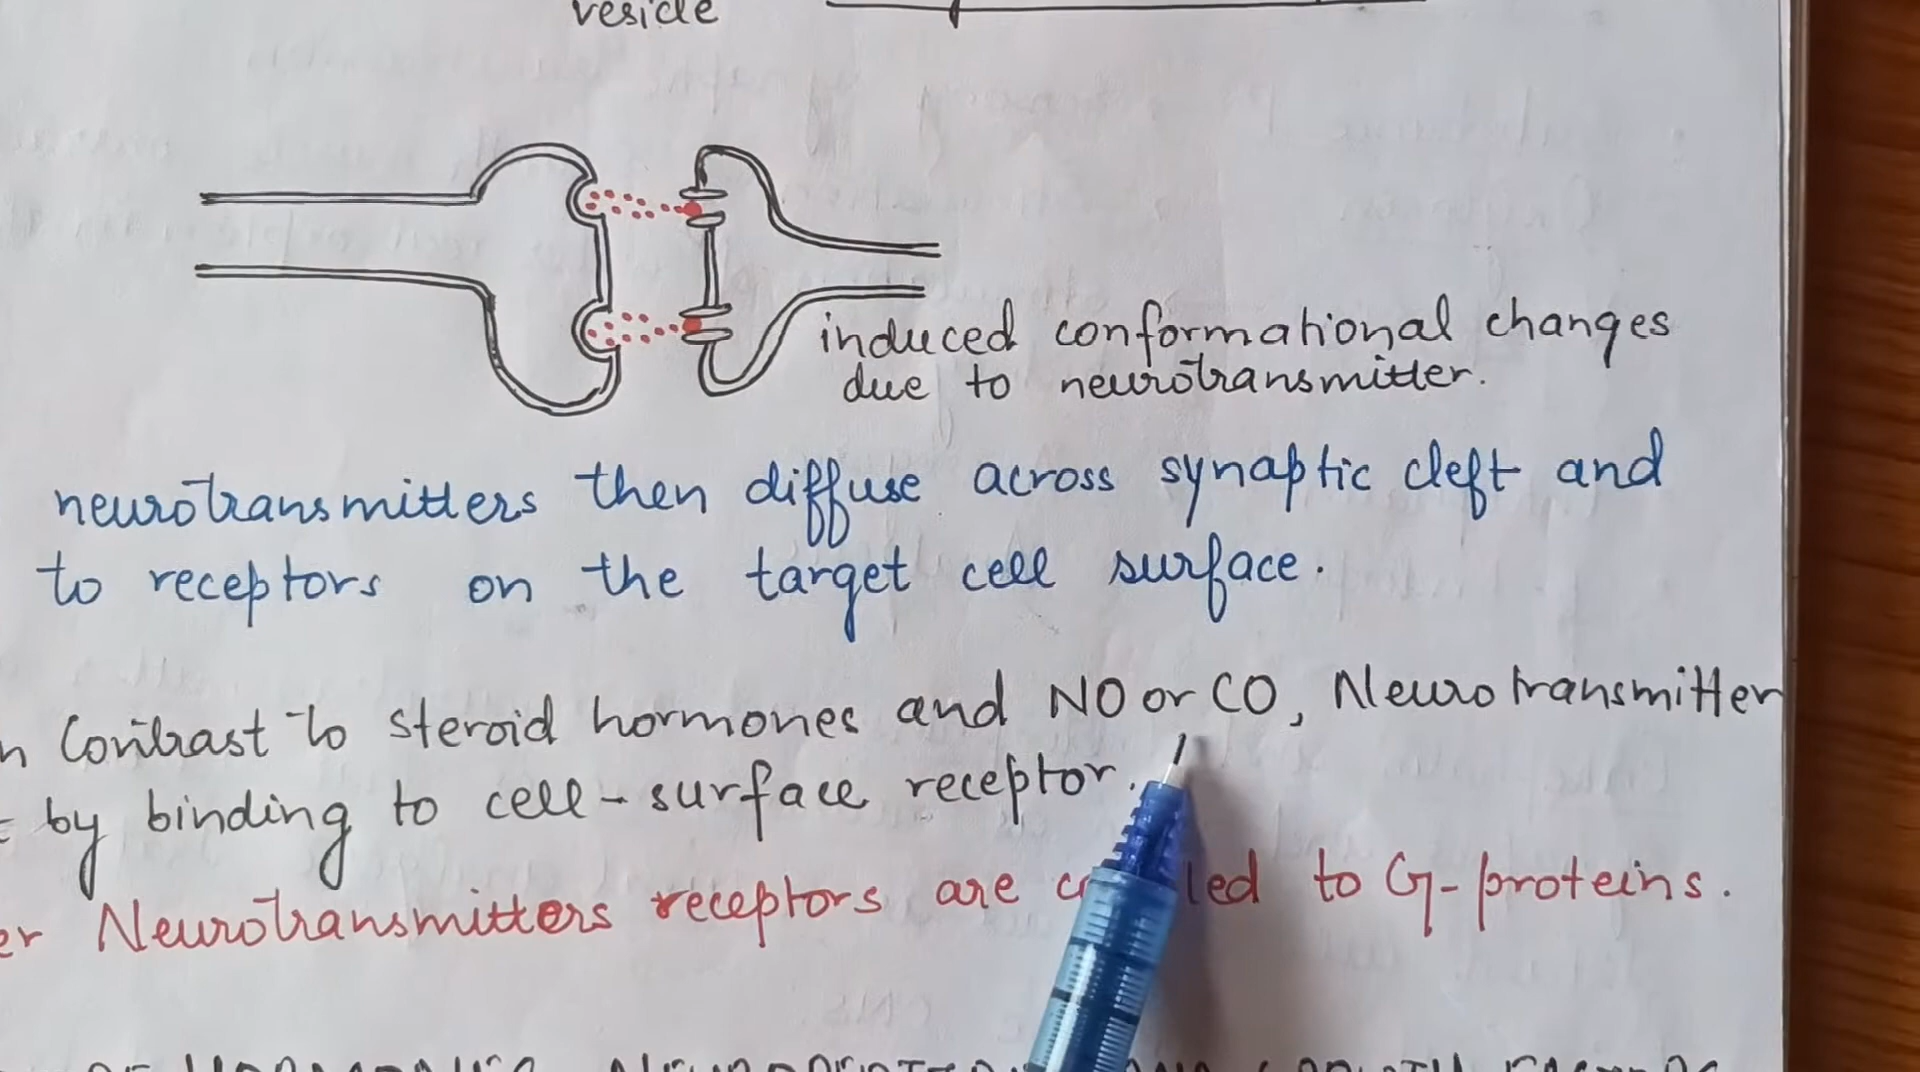 vesicle
induced conformational changes
due to neurotransmitter.
neurotransmitters then diffuse across synaptic cleft and
to receptors on the target cell surface.
n Contrast to steroid hormones and NO or CO, Neurotransmitter
by binding to cell-surface receptor.
er Neurotransmitters receptors are led to G-proteins.